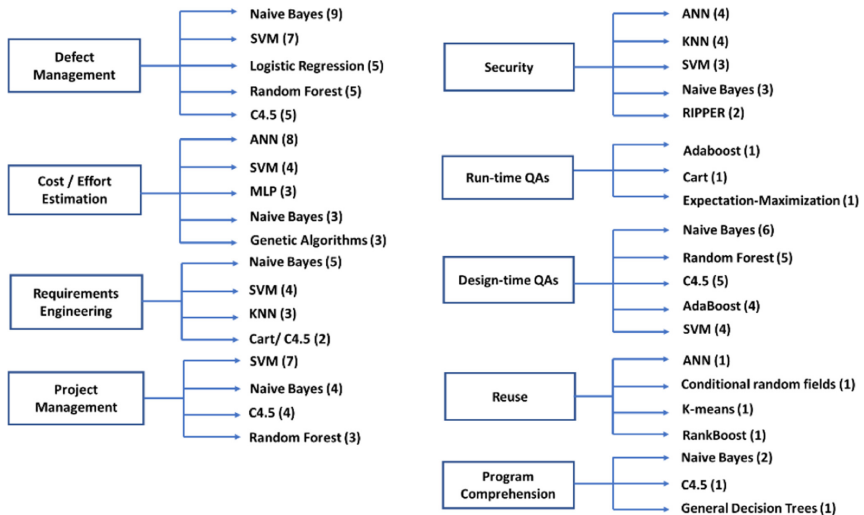 Defect
Management
Naive Bayes (9)
SVM (7)
Logistic Regression (5)
Random Forest (5)
C4.5 (5)
Cost / Effort
Estimation
ANN (8)
SVM (4)
MLP (3)
Naive Bayes (3)
Genetic Algorithms (3)
Requirements
Engineering
Naive Bayes (5)
SVM (4)
KNN (3)
Cart/ C4.5 (2)
Project
Management
SVM (7)
Naive Bayes (4)
C4.5 (4)
Random Forest (3)
Security
ANN (4)
KNN (4)
SVM (3)
Naive Bayes (3)
RIPPER (2)
Run-time QAs
Adaboost (1)
Cart (1)
Expectation-Maximization (1)
Design-time QAs
Naive Bayes (6)
Random Forest (5)
C4.5 (5)
AdaBoost (4)
SVM (4)
Reuse
ANN (1)
Conditional random fields (1)
K-means (1)
RankBoost (1)
Program
Comprehension
Naive Bayes (2)
C4.5 (1)
General Decision Trees (1)